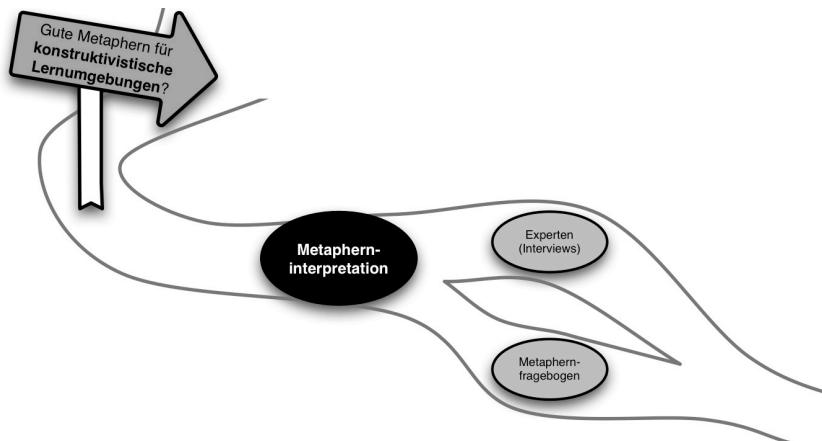 Gute Metaphern für
konstruktivistische
Lernumgebungen?
Metaphern-
interpretation
Experten
(Interviews)
Metaphern-
fragebogen